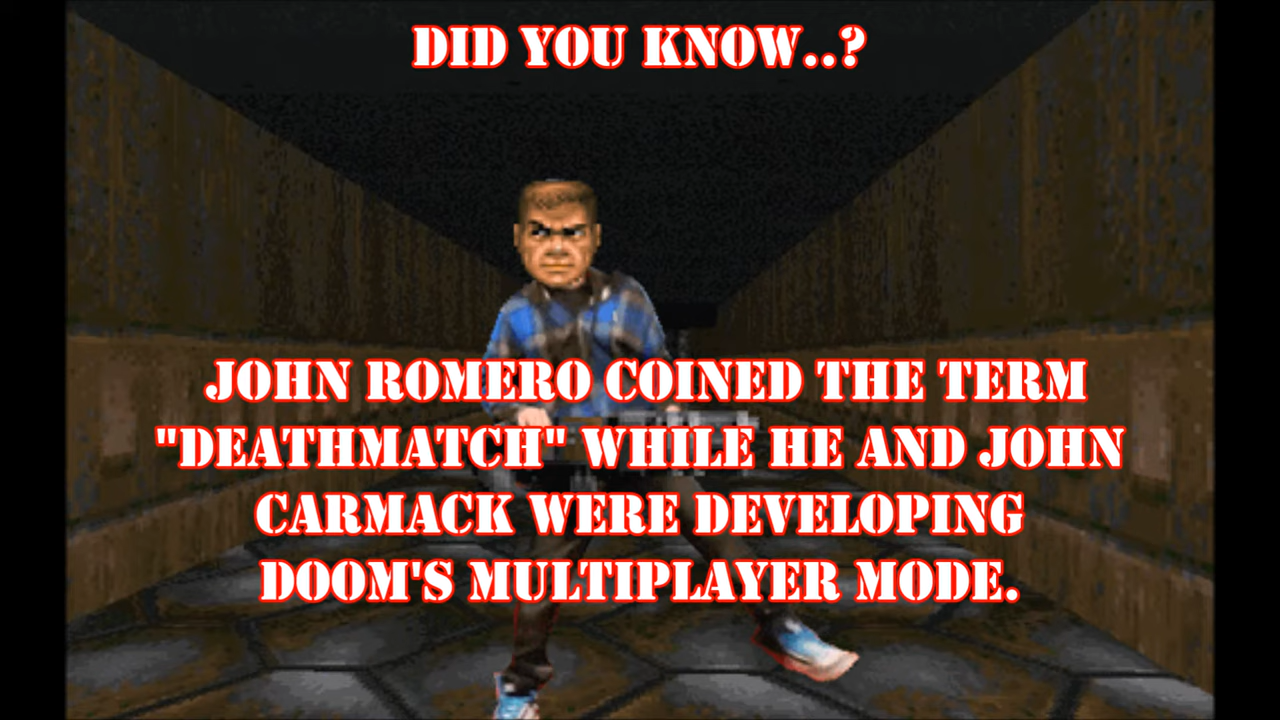 DID YOU KNOW..?
JOHN ROMERO COINED THE TERM
"DEATHMATCH" WHILE HE AND JOHN
CARMACK WERE DEVELOPING
DOOM'S MULTIPLAYER MODE.